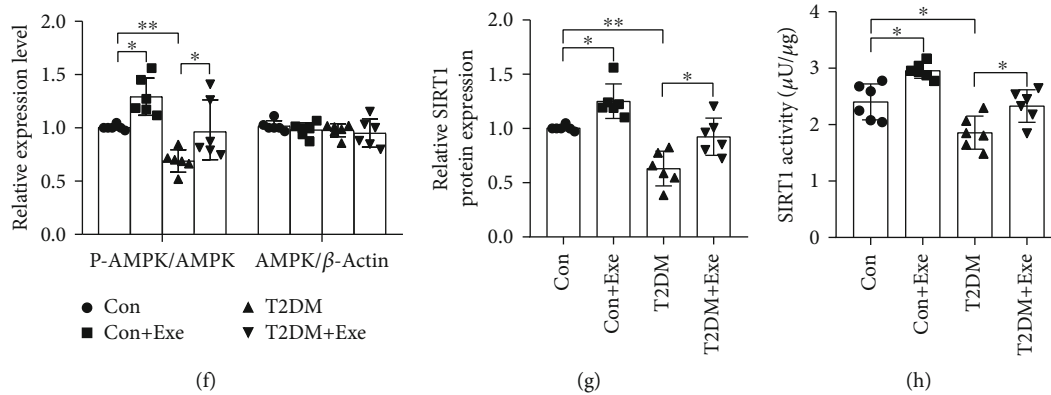 Relative expression level
2.0
1.5
1.0
0.5
0.0
**
*
*
P-AMPK/AMPK AMPK/β-Actin
Con T2DM
Con+Exe T2DM+Exe
(f)
Relative SIRT1
protein expression
2.0
1.5
1.0
0.5
0.0
**
*
*
Con
Con+Exe
T2DM
T2DM+Exe
(g)
SIRT1 activity (μU/μg)
4
3
2
1
0
*
*
*
Con
Con+Exe
T2DM
T2DM+Exe
(h)